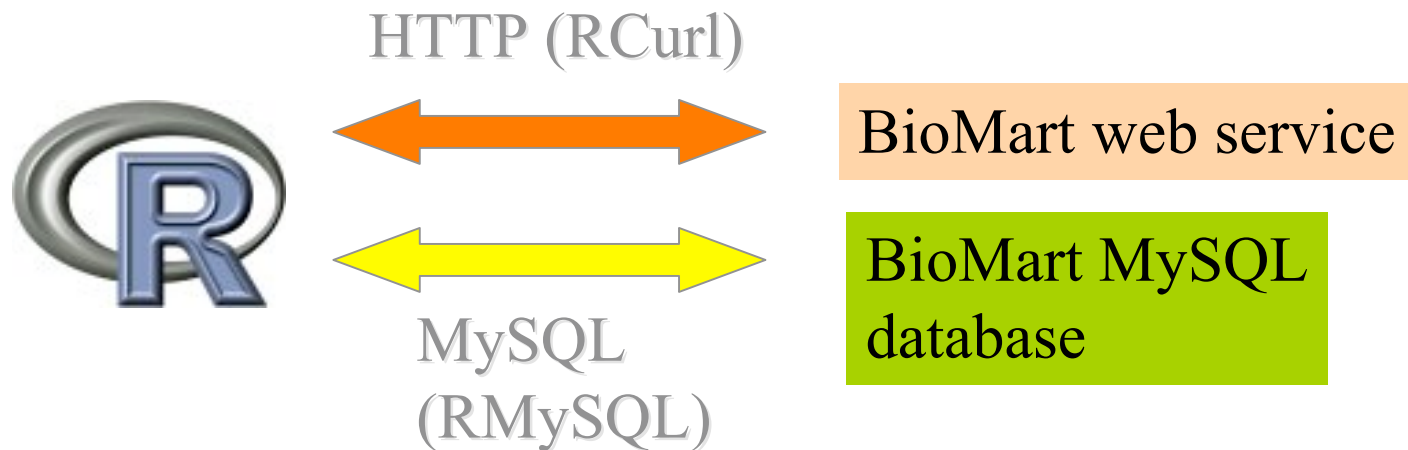 HTTP (RCurl)
R
BioMart web service
BioMart MySQL
database
MySQL
(RMySQL)